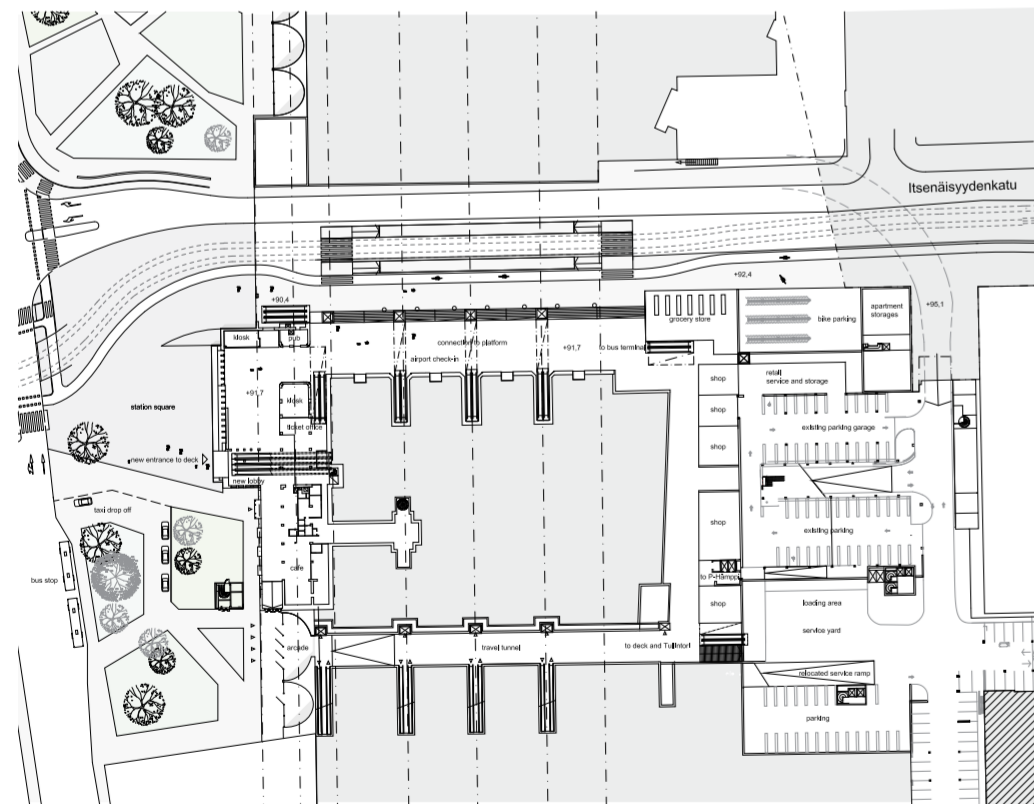 Itsenäisyydenkatu
+92,4
+90,4
+95,1
grocery store
bike parking
apartment
storages
kiosk
pub
connection to platform
airport check-in
+91,7
to bus terminal
+91,7
kiosk
ticket office
station square
new entrance to deck
new lobby
shop
retail
service and storage
shop
shop
existing parking garage
taxi drop off
bus stop
cafe
shop
existing parking
to P-Hämppi
shop
loading area
service yard
arcade
travel tunnel
to deck and Tullintori
relocated service ramp
parking